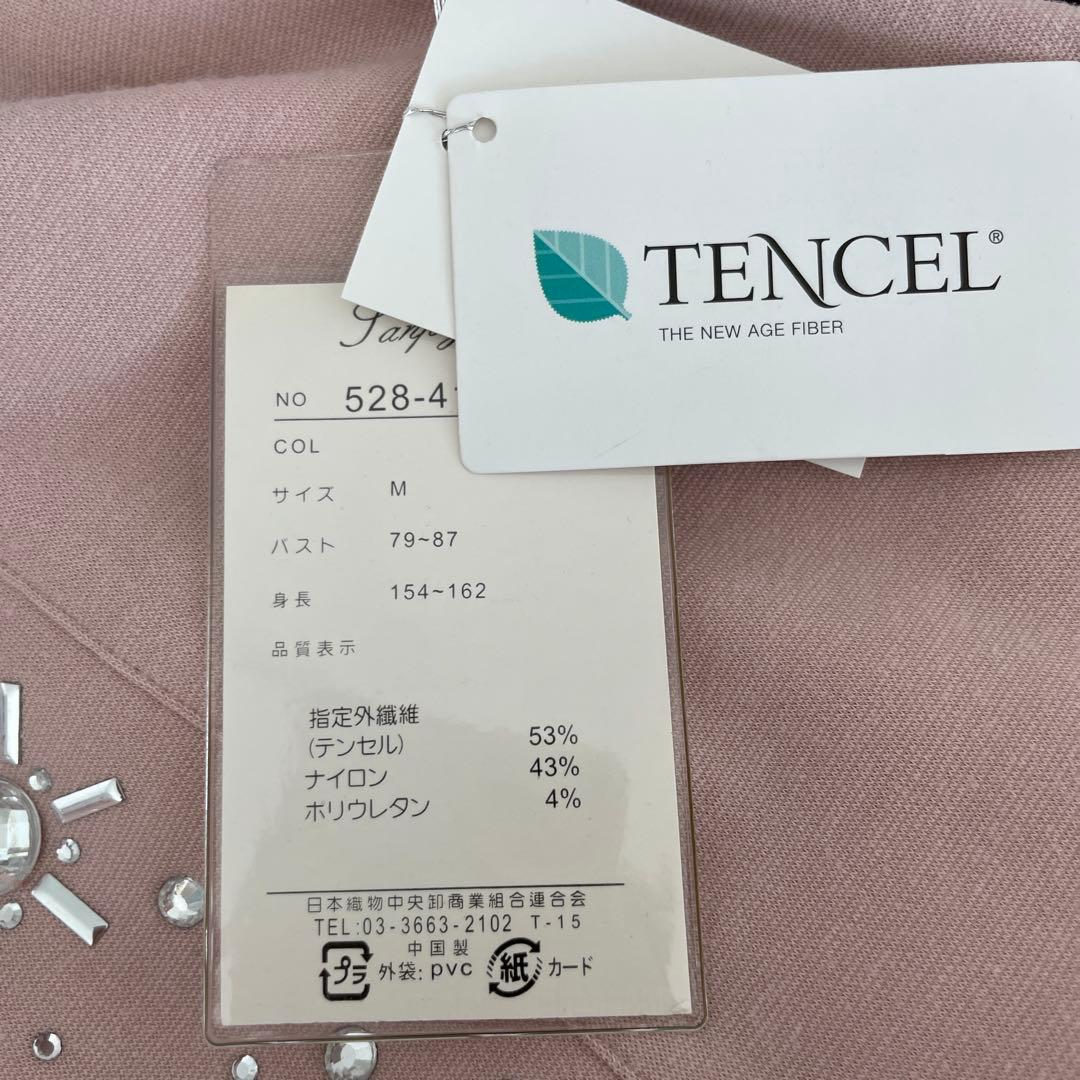 TENCEL®
THE NEW AGE FIBER
NO 528-4
COL
サイズ M
バスト 79~87
身長 154~162
品質表示
指定外繊維
(テンセル) 53%
ナイロン 43%
ポリウレタン 4%
日本織物中央卸商業組合連合会
TEL:03-3663-2102 T-15
中国製
プラ 外袋: pvc 紙 カード